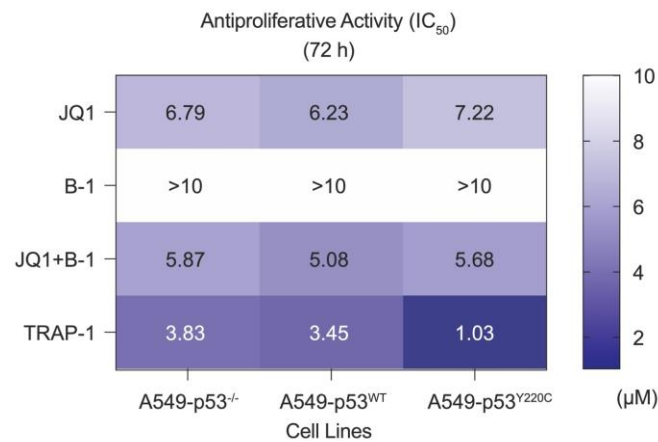 Antiproliferative Activity (IC₅₀)
(72 h)
JQ1 6.79 6.23 7.22
B-1 >10 >10 >10
JQ1+B-1 5.87 5.08 5.68
TRAP-1 3.83 3.45 1.03
A549-p53⁻/⁻ A549-p53ᵂᵀ A549-p53ʸ²²⁰ᶜ
Cell Lines
10
8
6
4
2
(µM)